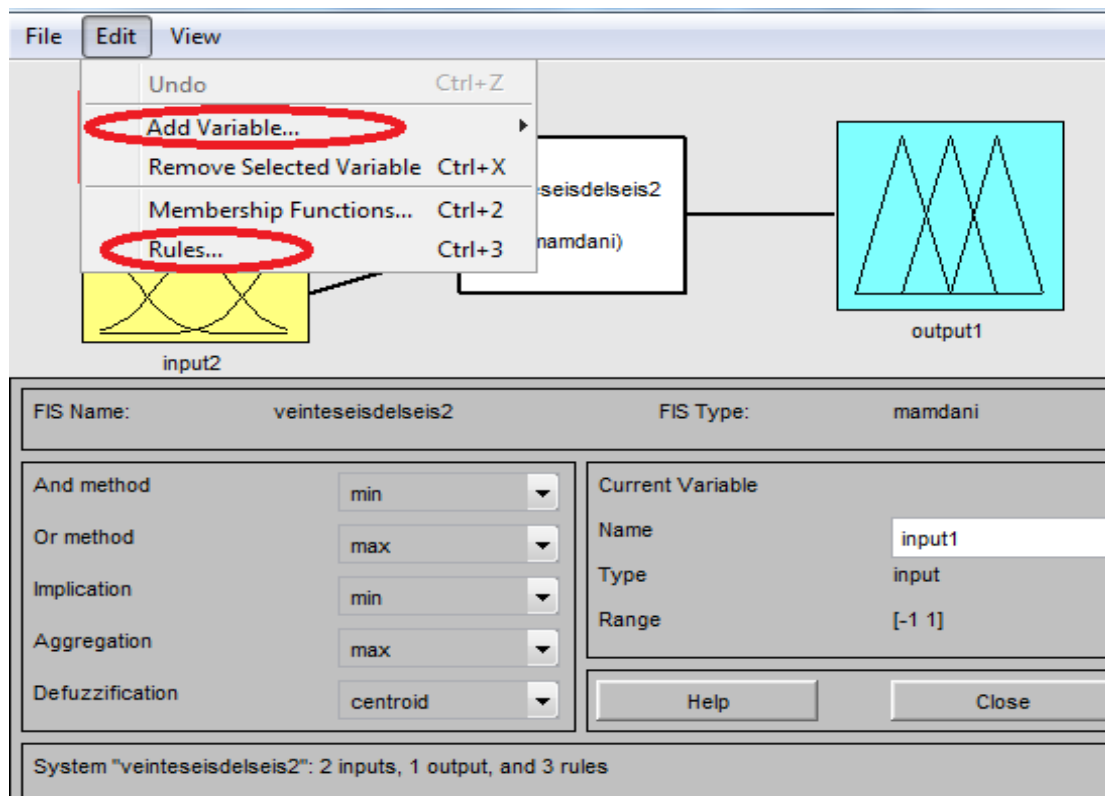 File Edit View
Undo Ctrl+Z
Add Variable...
Remove Selected Variable Ctrl+X
Membership Functions... Ctrl+2
Rules... Ctrl+3
seisdelseis2
mamdani)
input2
output1
FIS Name: veinteseisdelseis2 FIS Type: mamdani
And method min
Or method max
Implication min
Aggregation max
Defuzzification centroid
Current Variable
Name input1
Type input
Range [-1 1]
Help Close
System "veinteseisdelseis2": 2 inputs, 1 output, and 3 rules